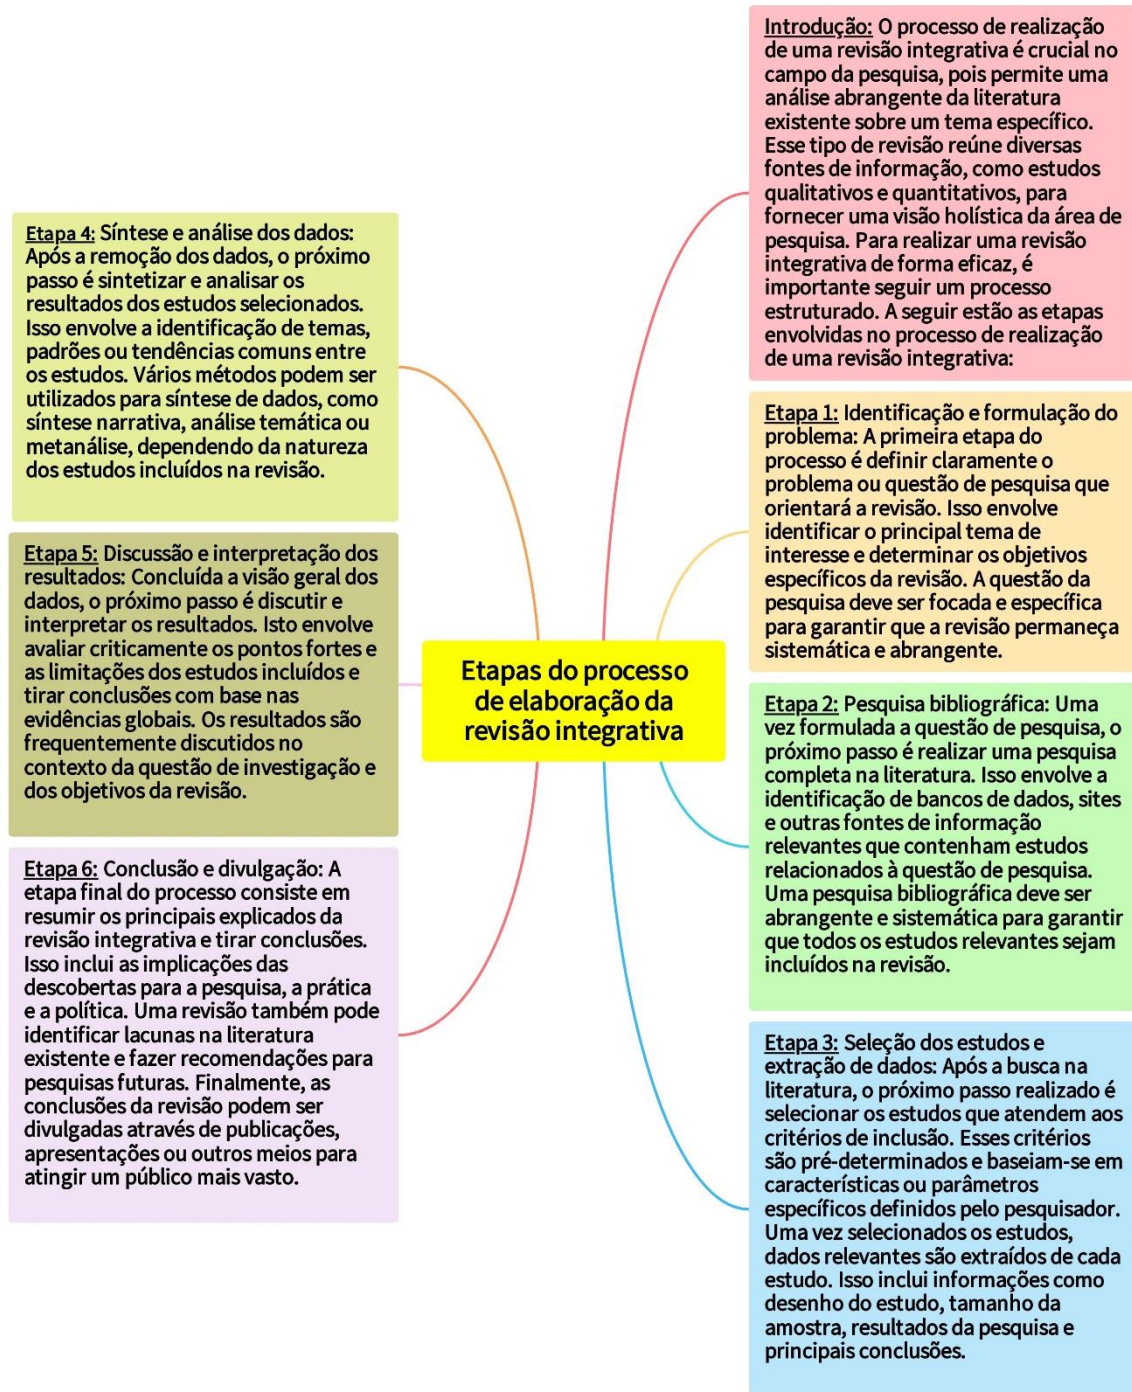 Etapas do processo
de elaboração da
revisão integrativa
Introdução: O processo de realização
de uma revisão integrativa é crucial no
campo da pesquisa, pois permite uma
análise abrangente da literatura
existente sobre um tema específico.
Esse tipo de revisão reúne diversas
fontes de informação, como estudos
qualitativos e quantitativos, para
fornecer uma visão holística da área de
pesquisa. Para realizar uma revisão
integrativa de forma eficaz, é
importante seguir um processo
estruturado. A seguir estão as etapas
envolvidas no processo de realização
de uma revisão integrativa:
Etapa 1: Identificação e formulação do
problema: A primeira etapa do
processo é definir claramente o
problema ou questão de pesquisa que
orientará a revisão. Isso envolve
identificar o principal tema de
interesse e determinar os objetivos
específicos da revisão. A questão da
pesquisa deve ser focada e específica
para garantir que a revisão permaneça
sistemática e abrangente.
Etapa 2: Pesquisa bibliográfica: Uma
vez formulada a questão de pesquisa, o
próximo passo é realizar uma pesquisa
completa na literatura. Isso envolve a
identificação de bancos de dados, sites
e outras fontes de informação
relevantes que contenham estudos
relacionados à questão de pesquisa.
Uma pesquisa bibliográfica deve ser
abrangente e sistemática para garantir
que todos os estudos relevantes sejam
incluídos na revisão.
Etapa 3: Seleção dos estudos e
extração de dados: Após a busca na
literatura, o próximo passo realizado é
selecionar os estudos que atendem aos
critérios de inclusão. Esses critérios
são pré-determinados e baseiam-se em
características ou parâmetros
específicos definidos pelo pesquisador.
Uma vez selecionados os estudos,
dados relevantes são extraídos de cada
estudo. Isso inclui informações como
desenho do estudo, tamanho da
amostra, resultados da pesquisa e
principais conclusões.
Etapa 4: Síntese e análise dos dados:
Após a remoção dos dados, o próximo
passo é sintetizar e analisar os
resultados dos estudos selecionados.
Isso envolve a identificação de temas,
padrões ou tendências comuns entre
os estudos. Vários métodos podem ser
utilizados para síntese de dados, como
síntese narrativa, análise temática ou
metanálise, dependendo da natureza
dos estudos incluídos na revisão.
Etapa 5: Discussão e interpretação dos
resultados: Concluída a visão geral dos
dados, o próximo passo é discutir e
interpretar os resultados. Isto envolve
avaliar criticamente os pontos fortes e
as limitações dos estudos incluídos e
tirar conclusões com base nas
evidências globais. Os resultados são
frequentemente discutidos no
contexto da questão de investigação e
dos objetivos da revisão.
Etapa 6: Conclusão e divulgação: A
etapa final do processo consiste em
resumir os principais explicados da
revisão integrativa e tirar conclusões.
Isso inclui as implicações das
descobertas para a pesquisa, a prática
e a política. Uma revisão também pode
identificar lacunas na literatura
existente e fazer recomendações para
pesquisas futuras. Finalmente, as
conclusões da revisão podem ser
divulgadas através de publicações,
apresentações ou outros meios para
atingir um público mais vasto.